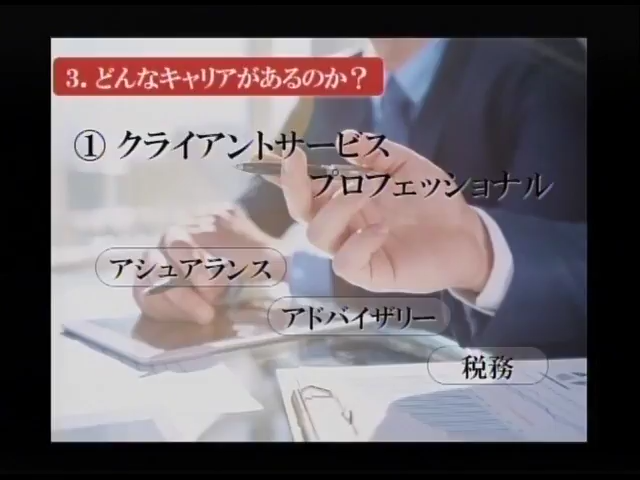 3. どんなキャリアがあるのか？
① クライアントサービス
プロフェッショナル
アシュアランス
アドバイザリー
税務